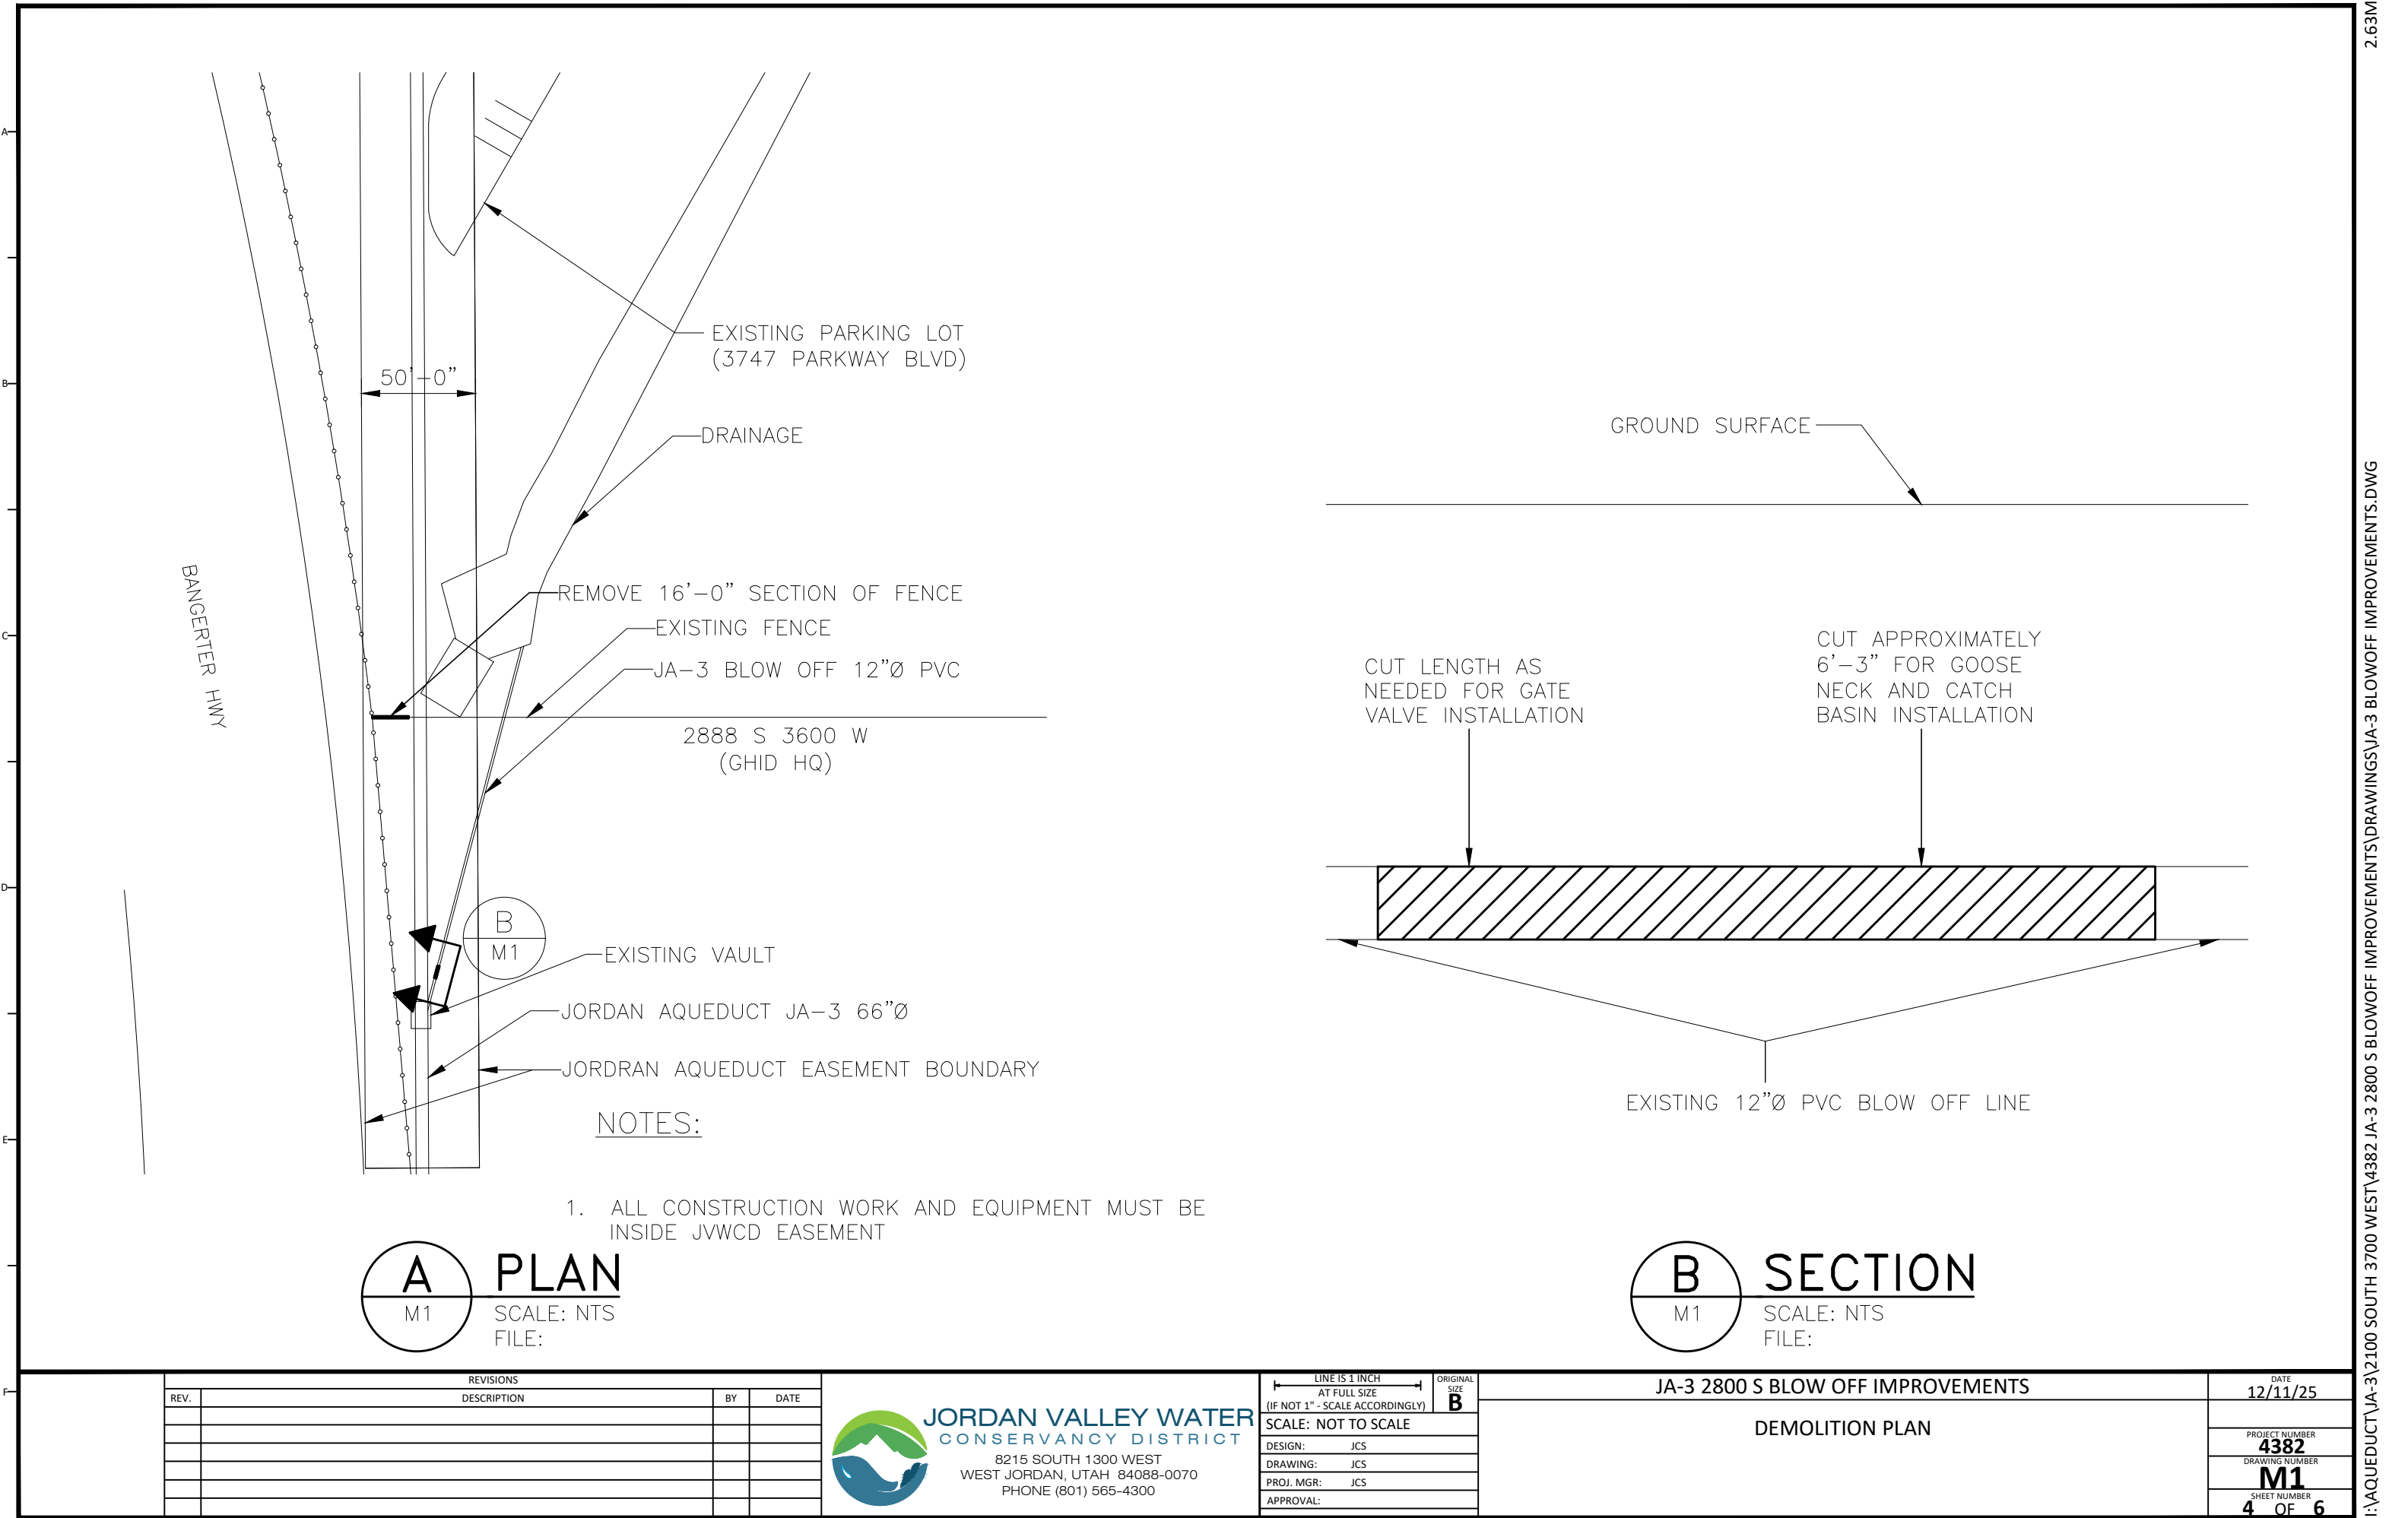 2.63M
I:\AQUEDUCT\JA-3\2100 SOUTH 3700 WEST\4382 JA-3 2800 S BLOWOFF IMPROVEMENTS\DRAWINGS\JA-3 BLOWOFF IMPROVEMENTS.DWG
A
B
C
D
E
F
EXISTING PARKING LOT
(3747 PARKWAY BLVD)
50'-0"
DRAINAGE
BANGERTER HWY
REMOVE 16'-0" SECTION OF FENCE
EXISTING FENCE
JA-3 BLOW OFF 12"Ø PVC
2888 S 3600 W
(GHID HQ)
B
M1
EXISTING VAULT
JORDAN AQUEDUCT JA-3 66"Ø
JORDRAN AQUEDUCT EASEMENT BOUNDARY
NOTES:
1. ALL CONSTRUCTION WORK AND EQUIPMENT MUST BE
INSIDE JVWCD EASEMENT
A
M1
PLAN
SCALE: NTS
FILE:
GROUND SURFACE
CUT LENGTH AS
NEEDED FOR GATE
VALVE INSTALLATION
CUT APPROXIMATELY
6'-3" FOR GOOSE
NECK AND CATCH
BASIN INSTALLATION
EXISTING 12"Ø PVC BLOW OFF LINE
B
M1
SECTION
SCALE: NTS
FILE:
REVISIONS
REV. DESCRIPTION BY DATE
JORDAN VALLEY WATER
CONSERVANCY DISTRICT
8215 SOUTH 1300 WEST
WEST JORDAN, UTAH 84088-0070
PHONE (801) 565-4300
LINE IS 1 INCH
AT FULL SIZE
(IF NOT 1" - SCALE ACCORDINGLY)
ORIGINAL
SIZE
B
SCALE: NOT TO SCALE
DESIGN: JCS
DRAWING: JCS
PROJ. MGR: JCS
APPROVAL:
JA-3 2800 S BLOW OFF IMPROVEMENTS
DEMOLITION PLAN
DATE
12/11/25
PROJECT NUMBER
4382
DRAWING NUMBER
M1
SHEET NUMBER
4 OF 6